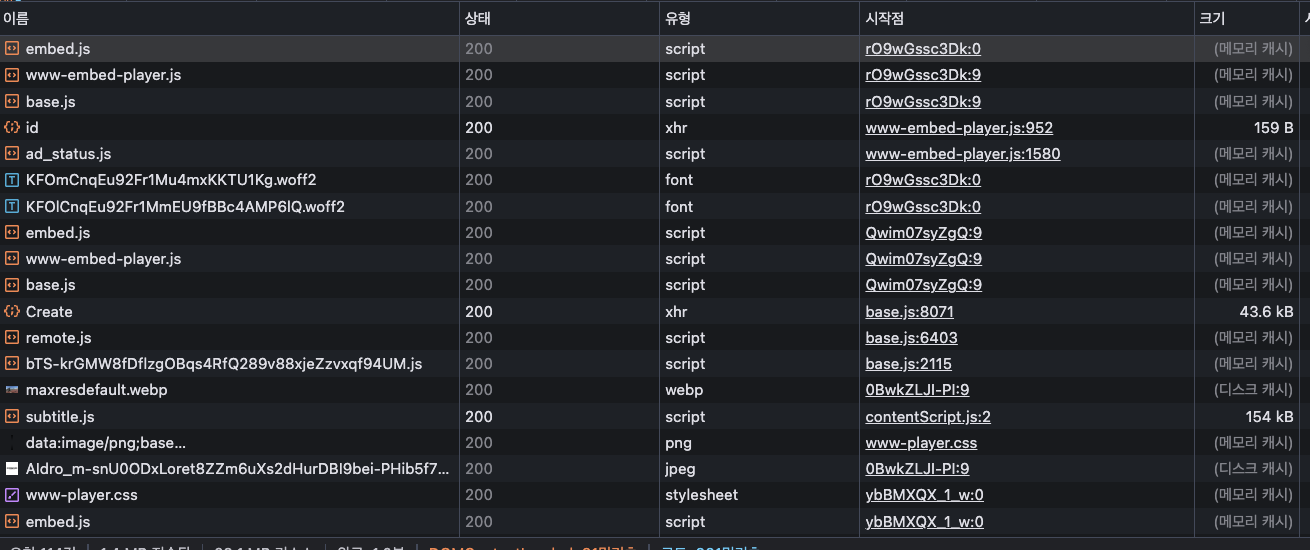 이름 상태 유형 시작점 크기
embed.js 200 script rO9wGssc3Dk:0 (메모리 캐시)
www-embed-player.js 200 script rO9wGssc3Dk:9 (메모리 캐시)
base.js 200 script rO9wGssc3Dk:9 (메모리 캐시)
id 200 xhr www-embed-player.js:952 159 B
ad_status.js 200 script www-embed-player.js:1580 (메모리 캐시)
KFOmCnqEu92Fr1Mu4mxKKTU1Kg.woff2 200 font rO9wGssc3Dk:0 (메모리 캐시)
KFOlCnqEu92Fr1MmEU9fBBc4AMP6lQ.woff2 200 font rO9wGssc3Dk:0 (메모리 캐시)
embed.js 200 script Qwim07syZgQ:9 (메모리 캐시)
www-embed-player.js 200 script Qwim07syZgQ:9 (메모리 캐시)
base.js 200 script Qwim07syZgQ:9 (메모리 캐시)
Create 200 xhr base.js:8071 43.6 kB
remote.js 200 script base.js:6403 (메모리 캐시)
bTS-krGMW8fDflzgOBqs4RfQ289v88xjeZzvxqf94UM.js 200 script base.js:2115 (메모리 캐시)
maxresdefault.webp 200 webp 0BwkZLJI-PI:9 (디스크 캐시)
subtitle.js 200 script contentScript.js:2 154 kB
data:image/png;base... 200 png www-player.css (메모리 캐시)
AIdro_m-snU0ODxLoret8ZZm6uXs2dHurDBI9bei-PHib5f7... 200 jpeg 0BwkZLJI-PI:9 (디스크 캐시)
www-player.css 200 stylesheet ybBMXQX_1_w:0 (메모리 캐시)
embed.js 200 script ybBMXQX_1_w:0 (메모리 캐시)